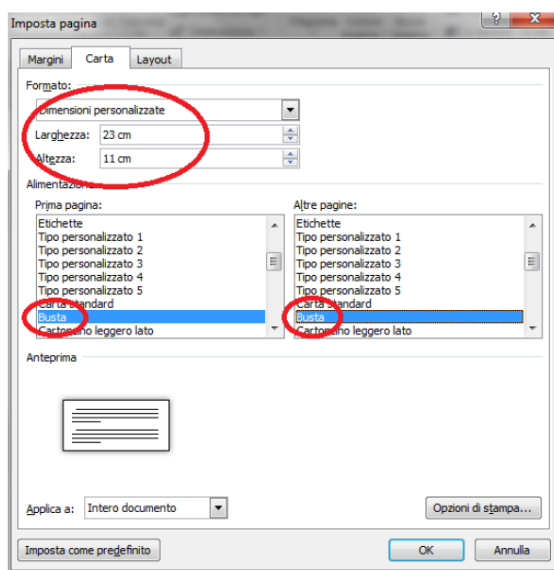 Imposta pagina
Margini Carta Layout
Formato:
Dimensioni personalizzate
Larghezza: 23 cm
Altezza: 11 cm
Alimentazione
Prima pagina: Altre pagine:
Etichette Etichette
Tipo personalizzato 1 Tipo personalizzato 1
Tipo personalizzato 2 Tipo personalizzato 2
Tipo personalizzato 3 Tipo personalizzato 3
Tipo personalizzato 4 Tipo personalizzato 4
Tipo personalizzato 5 Tipo personalizzato 5
Carta standard Carta standard
Busta Busta
Cartoncino leggero lato Cartoncino leggero lato
Anteprima
Applica a: Intero documento Opzioni di stampa...
Imposta come predefinito OK Annulla